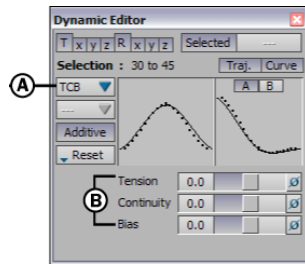 Dynamic Editor
T x y z R x y z Selected ---
Selection : 30 to 45 Traj. Curve
A TCB A B
---
Additive
Reset
B
Tension 0.0 Ø
Continuity 0.0 Ø
Bias 0.0 Ø